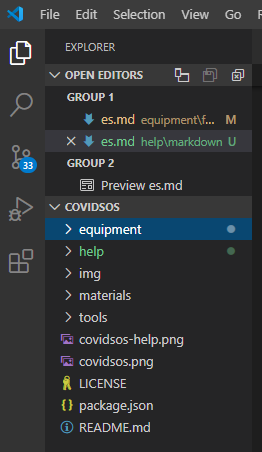 File Edit Selection View Go
EXPLORER
OPEN EDITORS
GROUP 1
es.md equipment\f... M
es.md help\markdown U
GROUP 2
Preview es.md
COVIDSOS
equipment
help
img
materials
tools
covidsos-help.png
covidsos.png
LICENSE
package.json
README.md
33